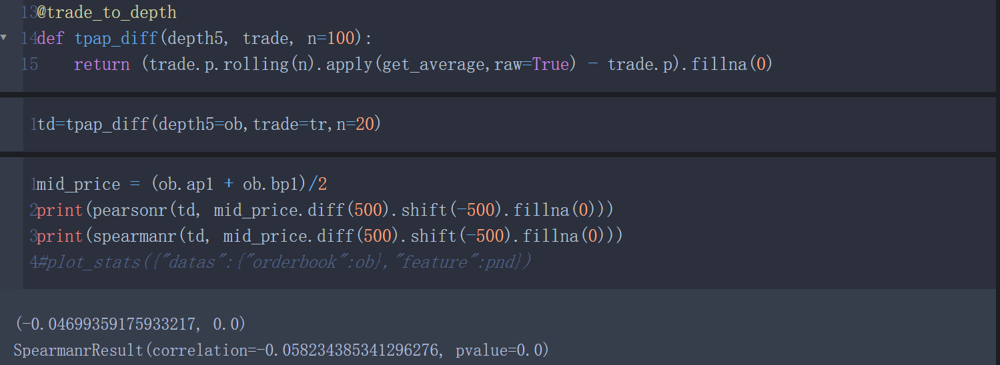 13@trade_to_depth
14def tpap_diff(depth5, trade, n=100):
15    return (trade.p.rolling(n).apply(get_average,raw=True) - trade.p).fillna(0)
1td=tpap_diff(depth5=ob,trade=tr,n=20)
1mid_price = (ob.ap1 + ob.bp1)/2
2print(pearsonr(td, mid_price.diff(500).shift(-500).fillna(0)))
3print(spearmanr(td, mid_price.diff(500).shift(-500).fillna(0)))
4#plot_stats({"datas":{"orderbook":ob},"feature":pnd})
(-0.04699359175933217, 0.0)
SpearmanrResult(correlation=-0.058234385341296276, pvalue=0.0)